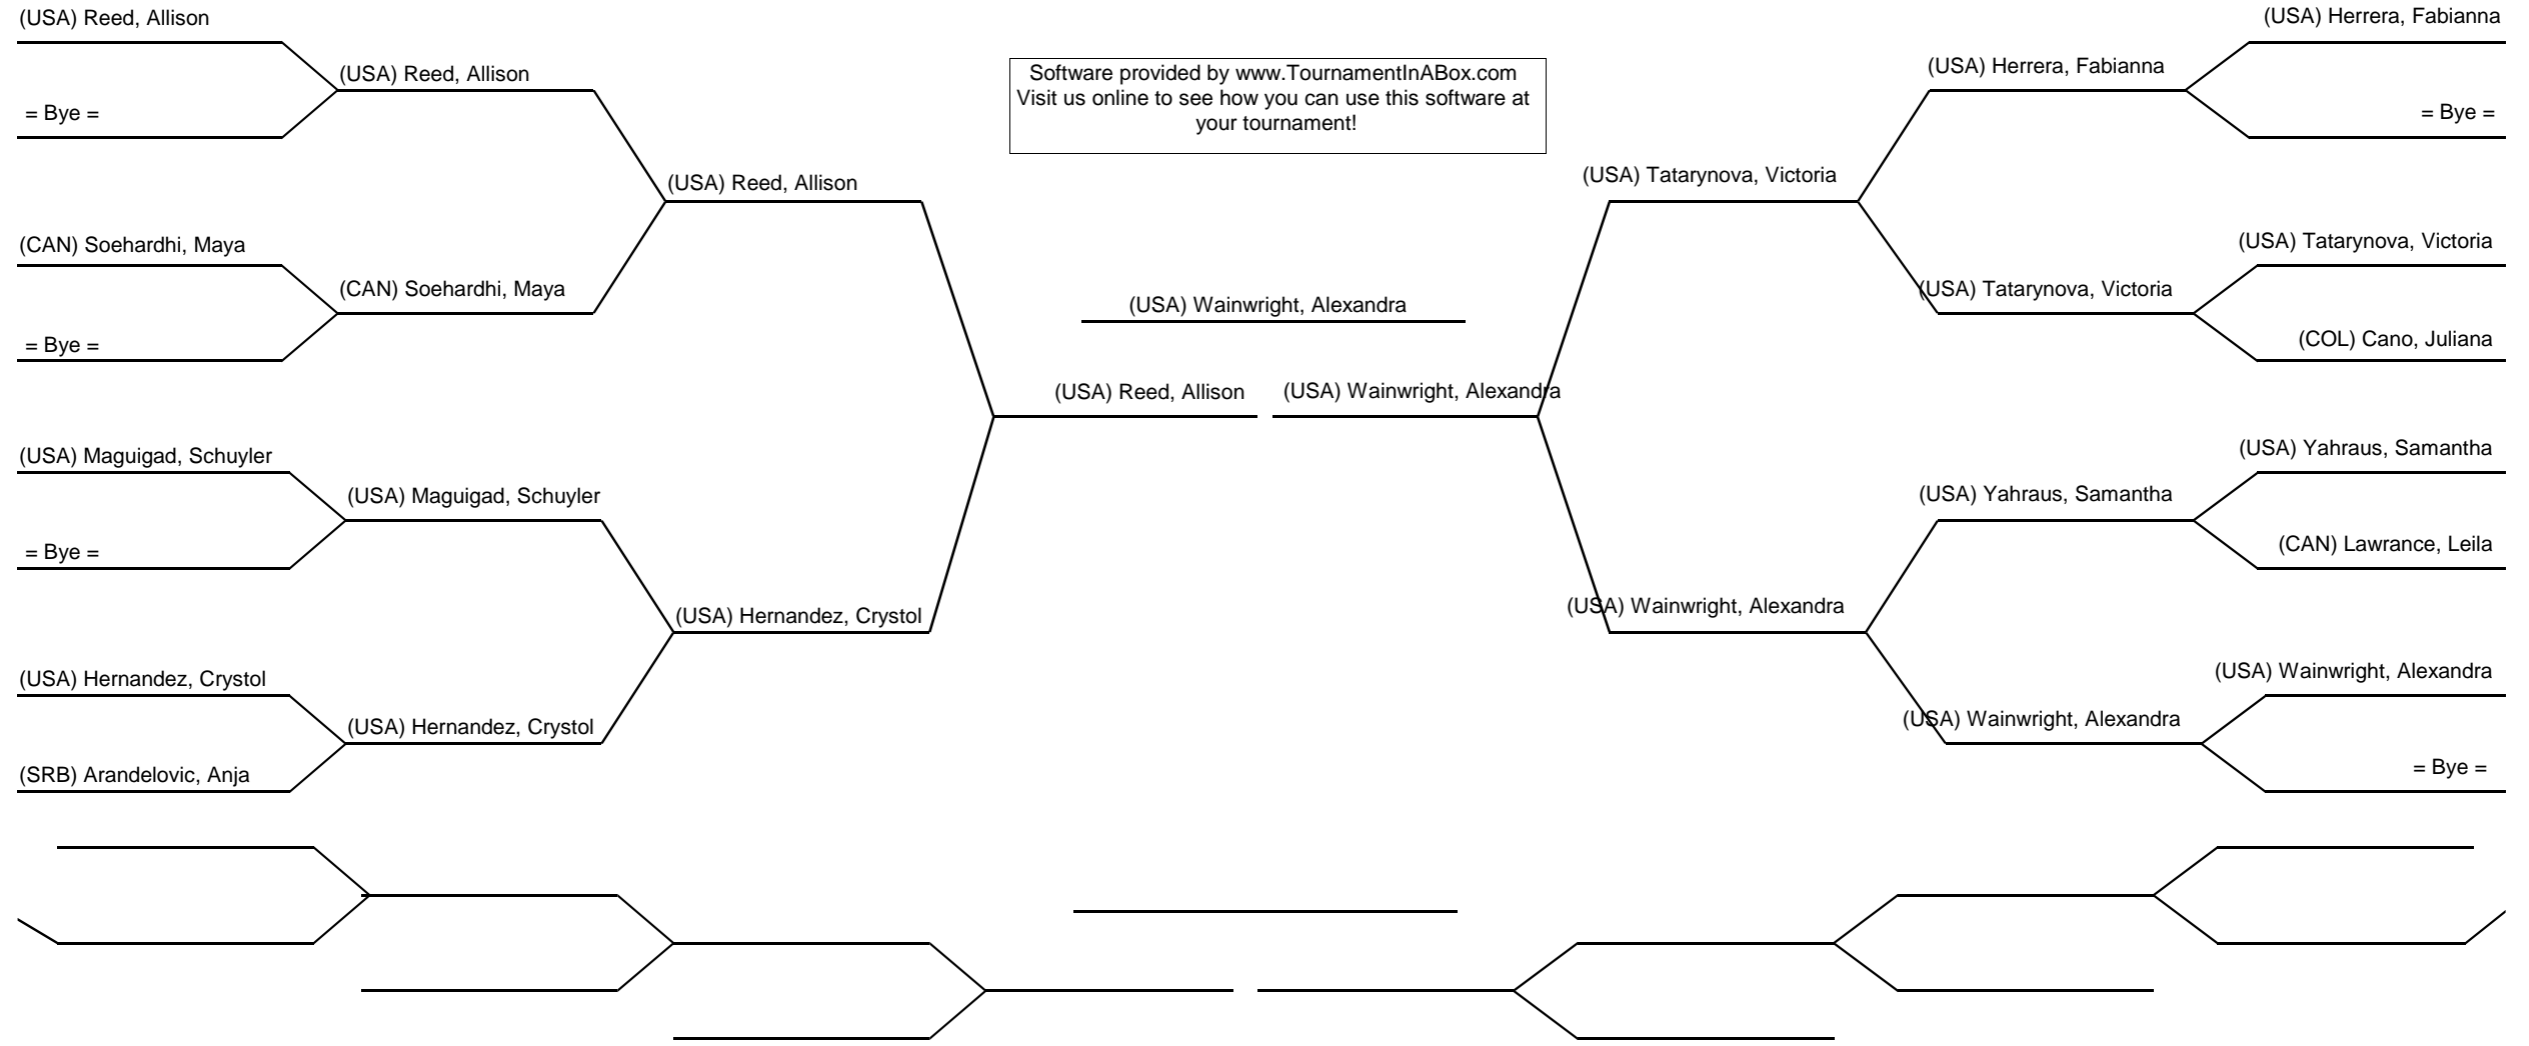 (USA) Reed, Allison
= Bye =
(CAN) Soehardhi, Maya
= Bye =
(USA) Maguigad, Schuyler
= Bye =
(USA) Hernandez, Crystol
(SRB) Arandelovic, Anja
(USA) Reed, Allison
(CAN) Soehardhi, Maya
(USA) Maguigad, Schuyler
(USA) Hernandez, Crystol
(USA) Reed, Allison
(USA) Hernandez, Crystol
Software provided by www.TournamentInABox.com
Visit us online to see how you can use this software at
your tournament!
(USA) Wainwright, Alexandra
(USA) Reed, Allison
(USA) Wainwright, Alexandra
(USA) Tatarynova, Victoria
(USA) Wainwright, Alexandra
(USA) Herrera, Fabianna
(USA) Tatarynova, Victoria
(USA) Yahraus, Samantha
(USA) Wainwright, Alexandra
(USA) Herrera, Fabianna
= Bye =
(USA) Tatarynova, Victoria
(COL) Cano, Juliana
(USA) Yahraus, Samantha
(CAN) Lawrance, Leila
(USA) Wainwright, Alexandra
= Bye =